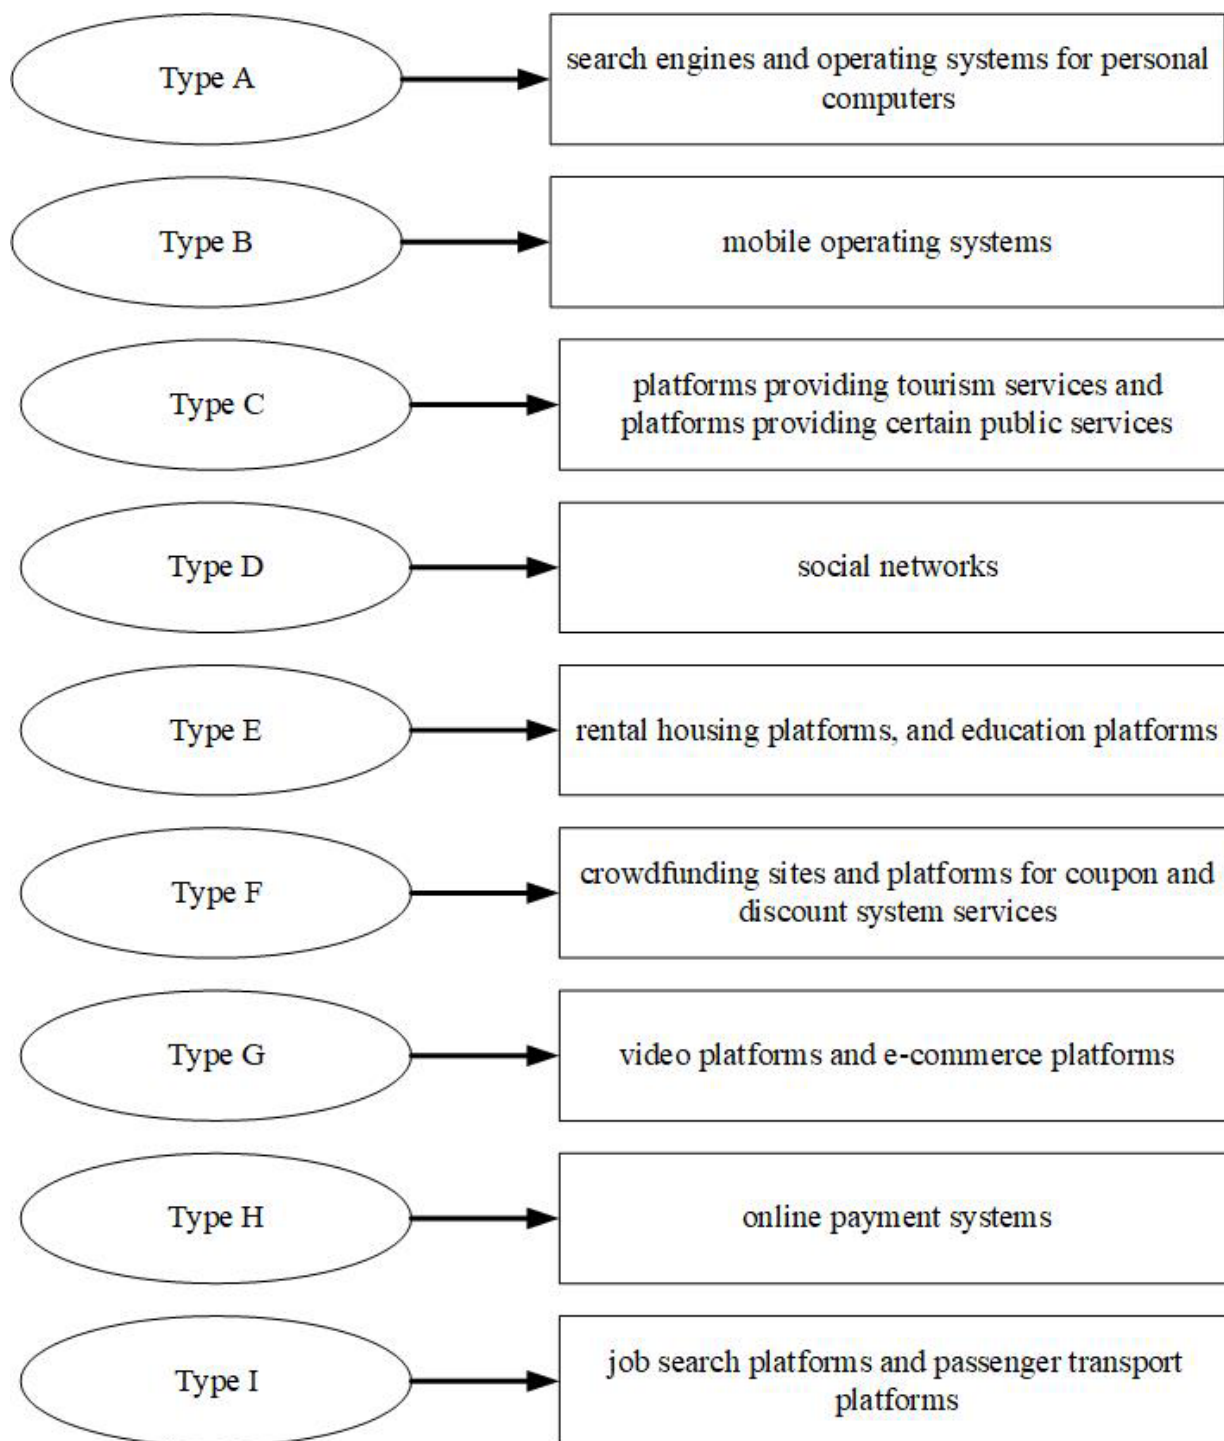 Type A
search engines and operating systems for personal
computers
Type B
mobile operating systems
Type C
platforms providing tourism services and
platforms providing certain public services
Type D
social networks
Type E
rental housing platforms, and education platforms
Type F
crowdfunding sites and platforms for coupon and
discount system services
Type G
video platforms and e-commerce platforms
Type H
online payment systems
Type I
job search platforms and passenger transport
platforms